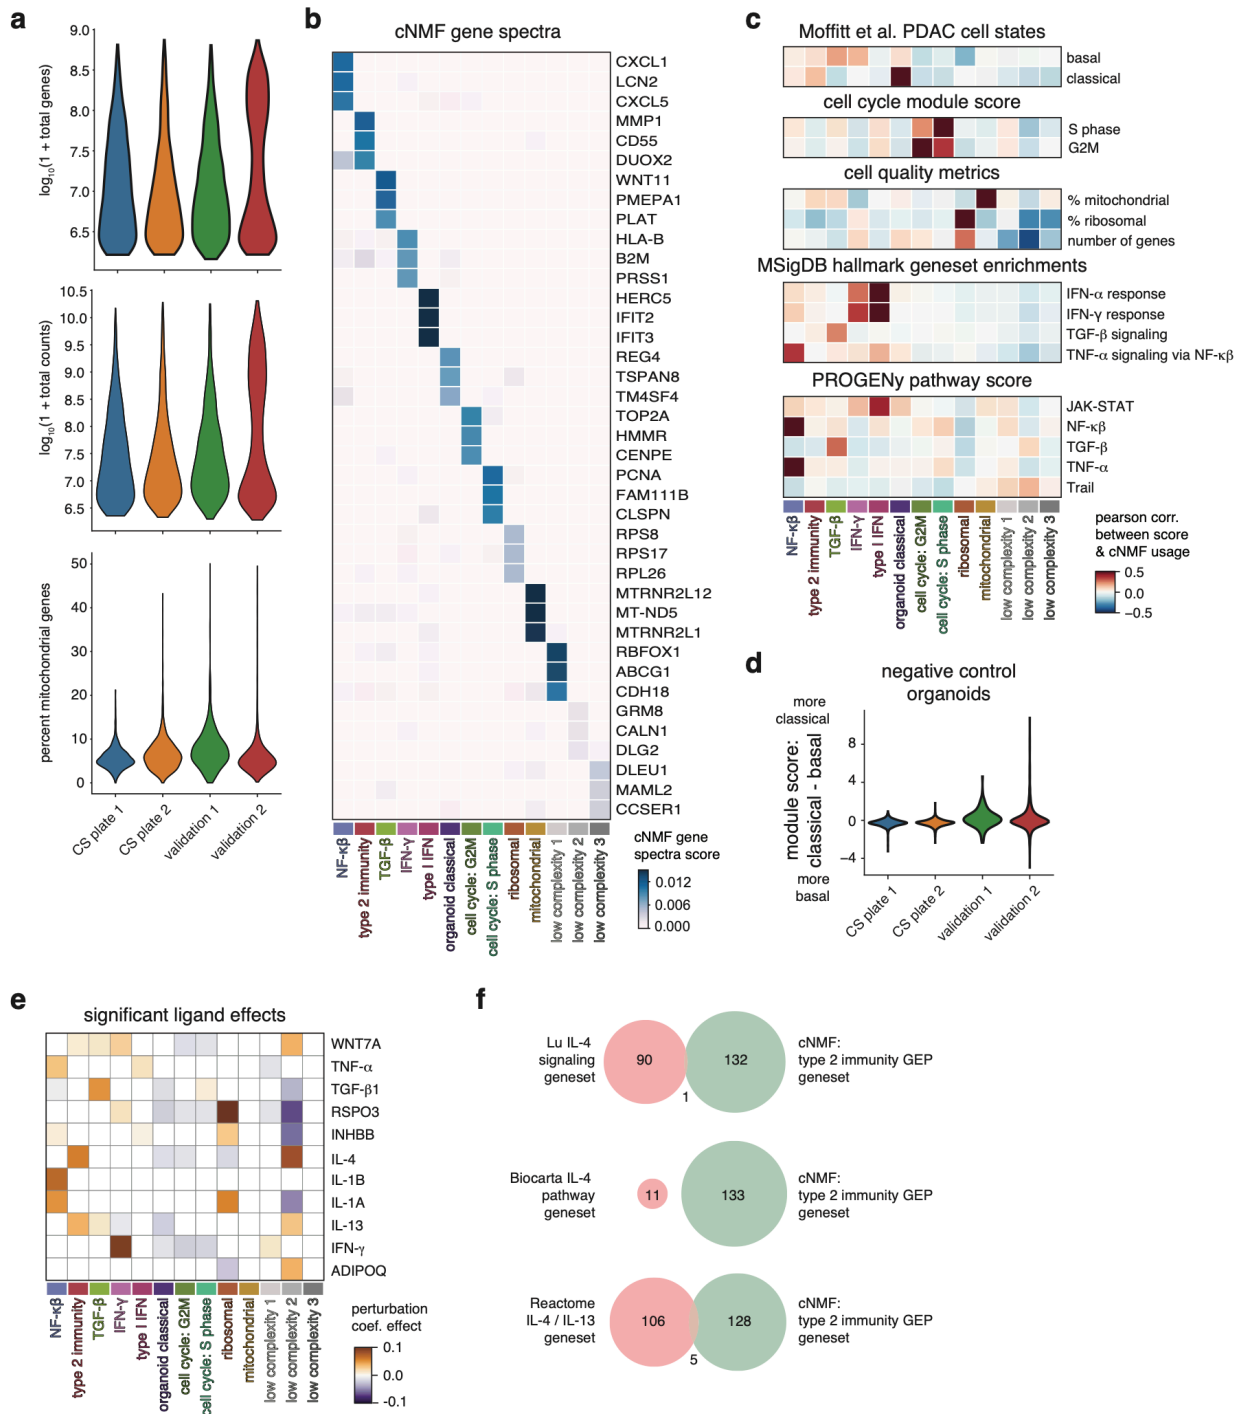 a
9.0
8.5
8.0
7.5
7.0
6.5
log10(1 + total genes)
10.5
10.0
9.5
9.0
8.5
8.0
7.5
7.0
6.5
log10(1 + total counts)
50
40
30
20
10
0
percent mitochondrial genes
CS plate 1
CS plate 2
validation 1
validation 2
b
cNMF gene spectra
CXCL1
LCN2
CXCL5
MMP1
CD55
DUOX2
WNT11
PMEPA1
PLAT
HLA-B
B2M
PRSS1
HERC5
IFIT2
IFIT3
REG4
TSPAN8
TM4SF4
TOP2A
HMMR
CENPE
PCNA
FAM111B
CLSPN
RPS8
RPS17
RPL26
MTRNR2L12
MT-ND5
MTRNR2L1
RBFOX1
ABCG1
CDH18
GRM8
CALN1
DLG2
DLEU1
MAML2
CCSER1
NF-κβ
type 2 immunity
TGF-β
IFN-γ
type I IFN
organoid classical
cell cycle: G2M
cell cycle: S phase
ribosomal
mitochondrial
low complexity 1
low complexity 2
low complexity 3
cNMF gene
spectra score
0.012
0.006
0.000
c
Moffitt et al. PDAC cell states
basal
classical
cell cycle module score
S phase
G2M
cell quality metrics
% mitochondrial
% ribosomal
number of genes
MSigDB hallmark geneset enrichments
IFN-α response
IFN-γ response
TGF-β signaling
TNF-α signaling via NF-κβ
PROGENy pathway score
JAK-STAT
NF-κβ
TGF-β
TNF-α
Trail
NF-κβ
type 2 immunity
TGF-β
IFN-γ
type I IFN
organoid classical
cell cycle: G2M
cell cycle: S phase
ribosomal
mitochondrial
low complexity 1
low complexity 2
low complexity 3
pearson corr.
between score
& cNMF usage
0.5
0.0
−0.5
d
negative control
organoids
more
classical
8
4
0
−4
more
basal
module score:
classical - basal
CS plate 1
CS plate 2
validation 1
validation 2
e
significant ligand effects
WNT7A
TNF-α
TGF-β1
RSPO3
INHBB
IL-4
IL-1B
IL-1A
IL-13
IFN-γ
ADIPOQ
NF-κβ
type 2 immunity
TGF-β
IFN-γ
type I IFN
organoid classical
cell cycle: G2M
cell cycle: S phase
ribosomal
mitochondrial
low complexity 1
low complexity 2
low complexity 3
perturbation
coef. effect
0.1
0.0
-0.1
f
Lu IL-4
signaling
geneset
90
132
1
cNMF:
type 2 immunity GEP
geneset
Biocarta IL-4
pathway
geneset
11
133
cNMF:
type 2 immunity GEP
geneset
Reactome
IL-4 / IL-13
geneset
106
128
5
cNMF:
type 2 immunity GEP
geneset